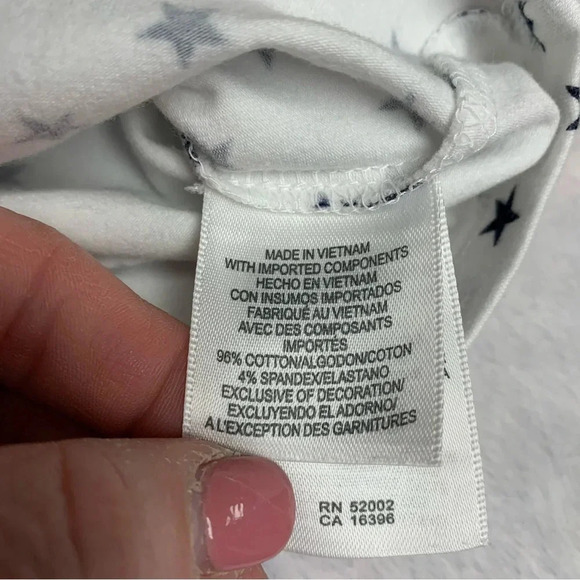 MADE IN VIETNAM
WITH IMPORTED COMPONENTS
HECHO EN VIETNAM
CON INSUMOS IMPORTADOS
FABRIQUÉ AU VIETNAM
AVEC DES COMPOSANTS
IMPORTÉS
96% COTTON/ALGODON/COTON
4% SPANDEX/ELASTANO
EXCLUSIVE OF DECORATION/
EXCLUYENDO EL ADORNO/
A L'EXCEPTION DES GARNITURES
RN 52002
CA 16396